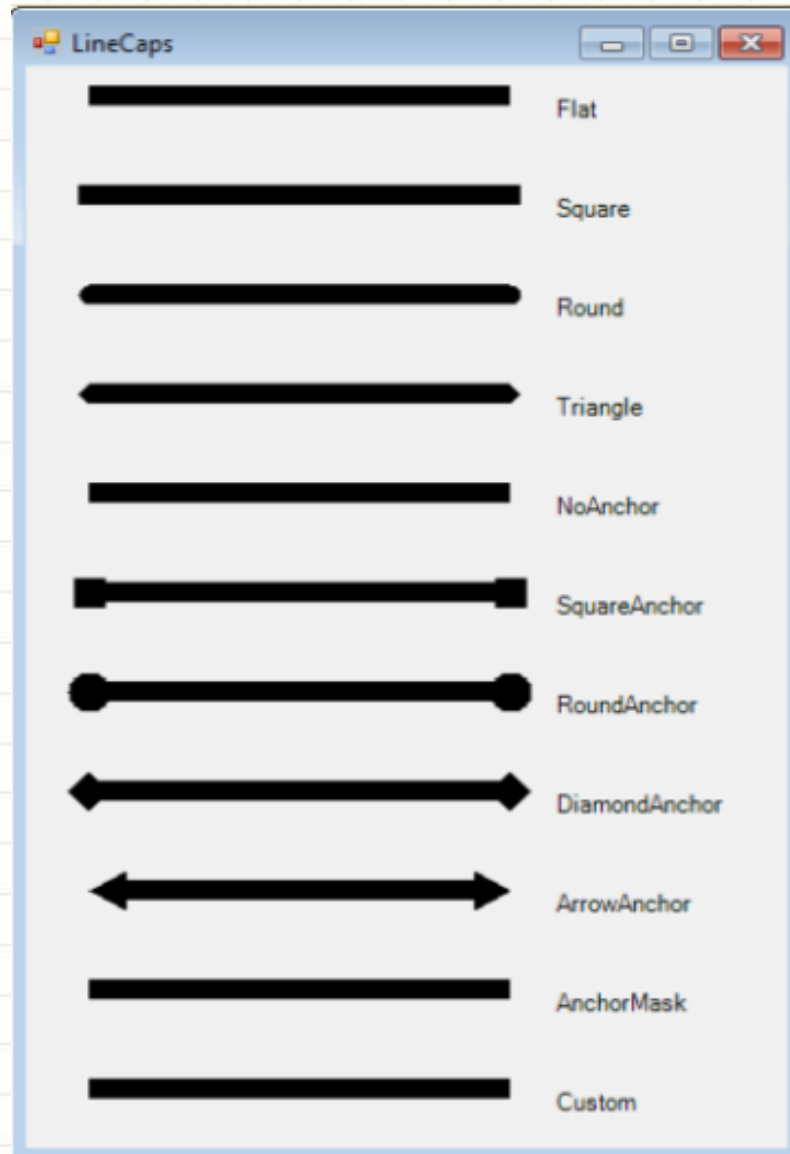 LineCaps
Flat
Square
Round
Triangle
NoAnchor
SquareAnchor
RoundAnchor
DiamondAnchor
ArrowAnchor
AnchorMask
Custom